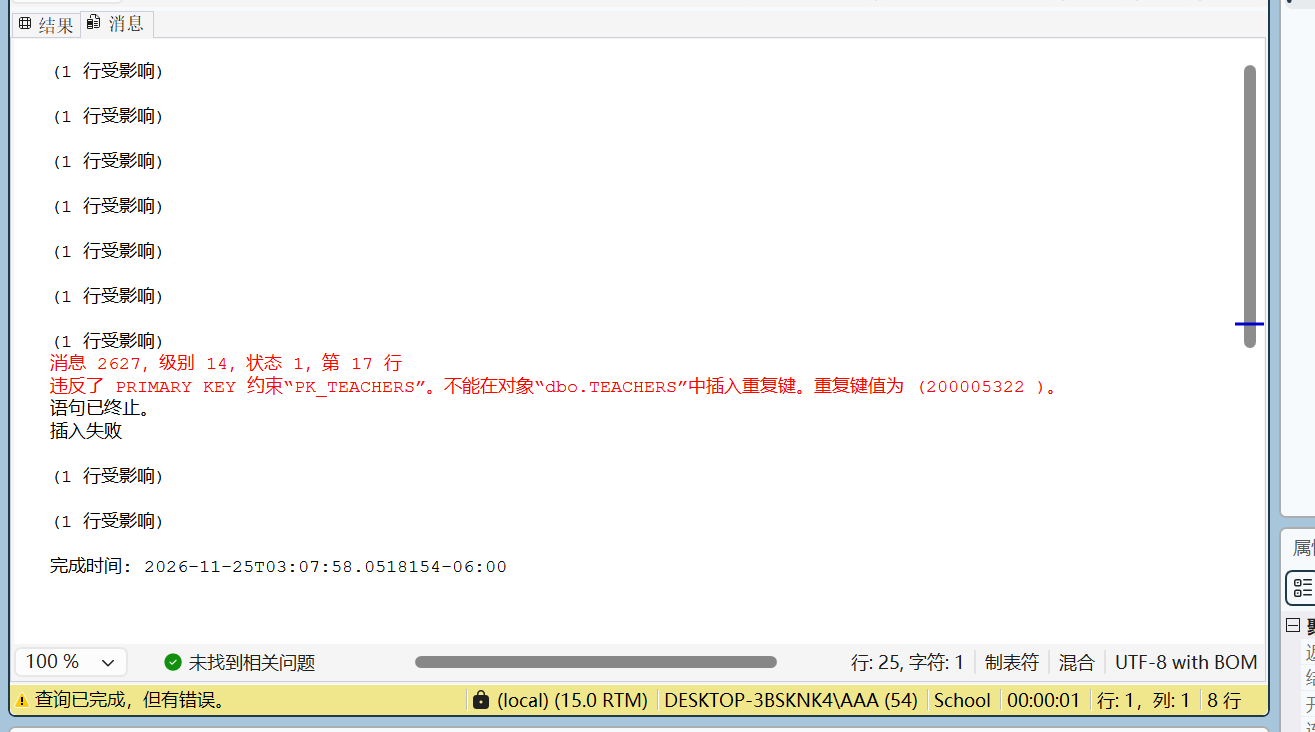 结果 消息
(1 行受影响)
(1 行受影响)
(1 行受影响)
(1 行受影响)
(1 行受影响)
(1 行受影响)
(1 行受影响)
消息 2627，级别 14，状态 1，第 17 行
违反了 PRIMARY KEY 约束“PK_TEACHERS”。不能在对象“dbo.TEACHERS”中插入重复键。重复键值为 (200005322 )。
语句已终止。
插入失败
(1 行受影响)
(1 行受影响)
完成时间: 2026-11-25T03:07:58.0518154-06:00
100 % 未找到相关问题 行: 25, 字符: 1 制表符 混合 UTF-8 with BOM
查询已完成，但有错误。 (local) (15.0 RTM) DESKTOP-3BSKNK4\AAA (54) School 00:00:01 行: 1，列: 1 8 行